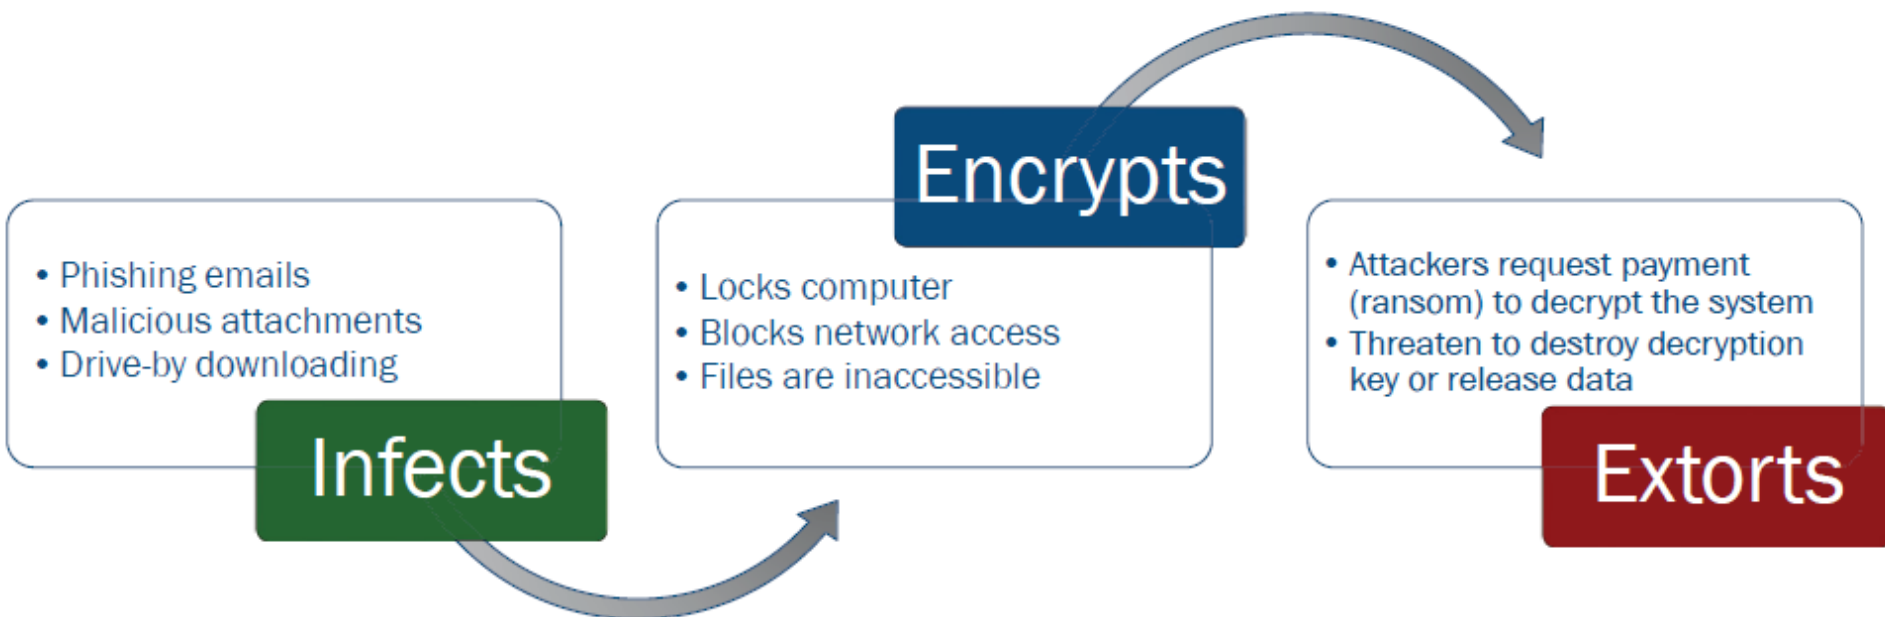 • Phishing emails
• Malicious attachments
• Drive-by downloading
Infects
Encrypts
• Locks computer
• Blocks network access
• Files are inaccessible
• Attackers request payment
(ransom) to decrypt the system
• Threaten to destroy decryption
key or release data
Extorts